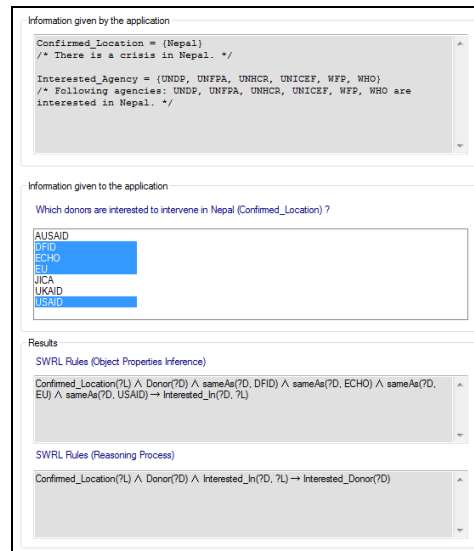 Information given by the application
Confirmed_Location = {Nepal}
/* There is a crisis in Nepal. */
Interested_Agency = {UNDP, UNFPA, UNHCR, UNICEF, WFP, WHO}
/* Following agencies: UNDP, UNFPA, UNHCR, UNICEF, WFP, WHO are
interested in Nepal. */
Information given to the application
Which donors are interested to intervene in Nepal (Confirmed_Location) ?
AUSAID
DFID
ECHO
EU
JICA
UKAID
USAID
Results
SWRL Rules (Object Properties Inference)
Confirmed_Location(?L) ∧ Donor(?D) ∧ sameAs(?D, DFID) ∧ sameAs(?D, ECHO) ∧ sameAs(?D,
EU) ∧ sameAs(?D, USAID) → Interested_In(?D, ?L)
SWRL Rules (Reasoning Process)
Confirmed_Location(?L) ∧ Donor(?D) ∧ Interested_In(?D, ?L) → Interested_Donor(?D)